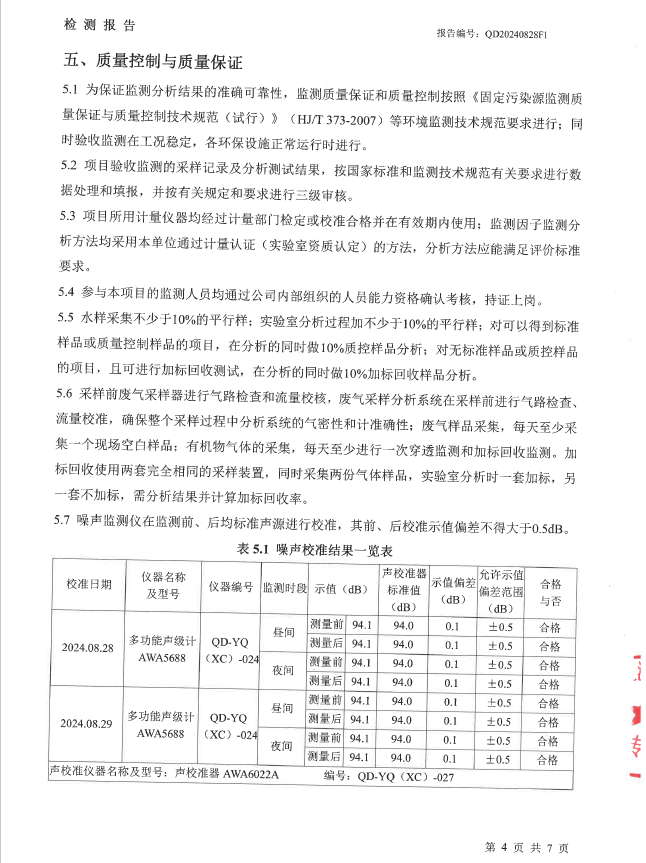 检测报告
报告编号：QD20240828F1
五、质量控制与质量保证
5.1 为保证监测分析结果的准确可靠性，监测质量保证和质量控制按照《固定污染源监测质
量保证与质量控制技术规范（试行）》（HJ/T 373-2007）等环境监测技术规范要求进行；同
时验收监测在工况稳定，各环保设施正常运行时进行。
5.2 项目验收监测的采样记录及分析测试结果，按国家标准和监测技术规范有关要求进行数
据处理和填报，并按有关规定和要求进行三级审核。
5.3 项目所用计量仪器均经过计量部门检定或校准合格并在有效期内使用；监测因子监测分
析方法均采用本单位通过计量认证（实验室资质认定）的方法，分析方法应能满足评价标准
要求。
5.4 参与本项目的监测人员均通过公司内部组织的人员能力资格确认考核，持证上岗。
5.5 水样采集不少于10%的平行样；实验室分析过程加不少于10%的平行样；对可以得到标准
样品或质量控制样品的项目，在分析的同时做10%质控样品分析；对无标准样品或质控样品
的项目，且可进行加标回收测试，在分析的同时做10%加标回收样品分析。
5.6 采样前废气采样器进行气路检查和流量校核，废气采样分析系统在采样前进行气路检查、
流量校准，确保整个采样过程中分析系统的气密性和计准确性；废气样品采集，每天至少采
集一个现场空白样品；有机物气体的采集，每天至少进行一次穿透监测和加标回收监测。加
标回收使用两套完全相同的采样装置，同时采集两份气体样品，实验室分析时一套加标，另
一套不加标，需分析结果并计算加标回收率。
5.7 噪声监测仪在监测前、后均标准声源进行校准，其前、后校准示值偏差不得大于0.5dB。
表 5.1 噪声校准结果一览表
校准日期 仪器名称及型号 仪器编号 监测时段 示值（dB） 声校准器标准值（dB） 示值偏差（dB） 允许示值偏差范围（dB） 合格与否
2024.08.28 多功能声级计 AWA5688 QD-YQ（XC）-024 昼间 测量前 94.1 94.0 0.1 ±0.5 合格
测量后 94.1 94.0 0.1 ±0.5 合格
夜间 测量前 94.1 94.0 0.1 ±0.5 合格
测量后 94.1 94.0 0.1 ±0.5 合格
2024.08.29 多功能声级计 AWA5688 QD-YQ（XC）-024 昼间 测量前 94.1 94.0 0.1 ±0.5 合格
测量后 94.1 94.0 0.1 ±0.5 合格
夜间 测量前 94.1 94.0 0.1 ±0.5 合格
测量后 94.1 94.0 0.1 ±0.5 合格
声校准仪器名称及型号：声校准器 AWA6022A 编号：QD-YQ（XC）-027
专
第 4 页 共 7 页